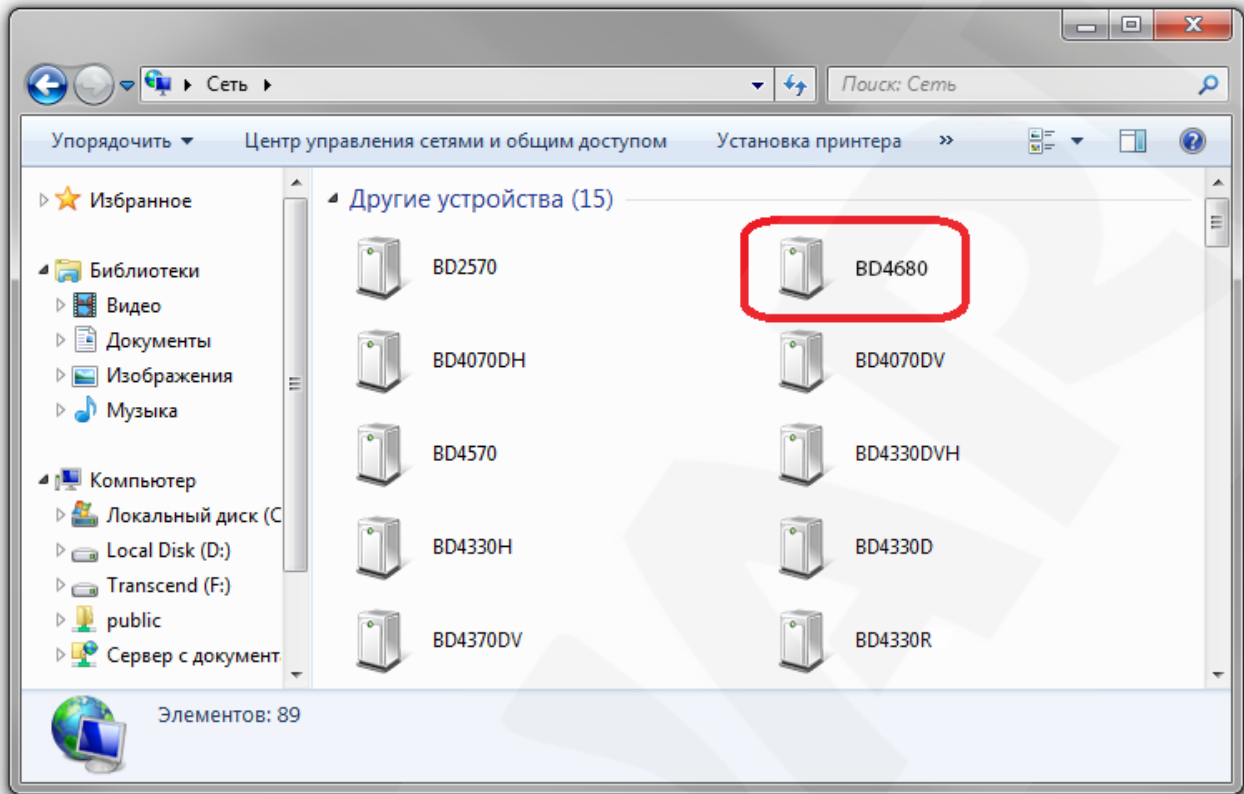 Сеть
Поиск: Сеть
Упорядочить
Центр управления сетями и общим доступом
Установка принтера
»
Избранное
Библиотеки
Видео
Документы
Изображения
Музыка
Компьютер
Локальный диск (C
Local Disk (D:)
Transcend (F:)
public
Сервер с документ
Другие устройства (15)
BD2570
BD4680
BD4070DH
BD4070DV
BD4570
BD4330DVH
BD4330H
BD4330D
BD4370DV
BD4330R
Элементов: 89